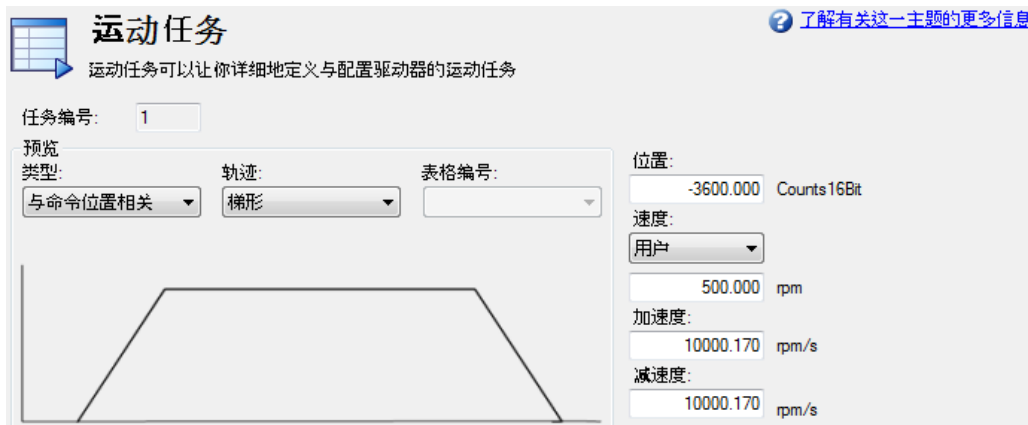 运动任务
了解有关这一主题的更多信息
运动任务可以让你详细地定义与配置驱动器的运动任务
任务编号: 1
预览
类型: 轨迹: 表格编号:
与命令位置相关 梯形
位置:
-3600.000 Counts16Bit
速度:
用户
500.000 rpm
加速度:
10000.170 rpm/s
减速度:
10000.170 rpm/s